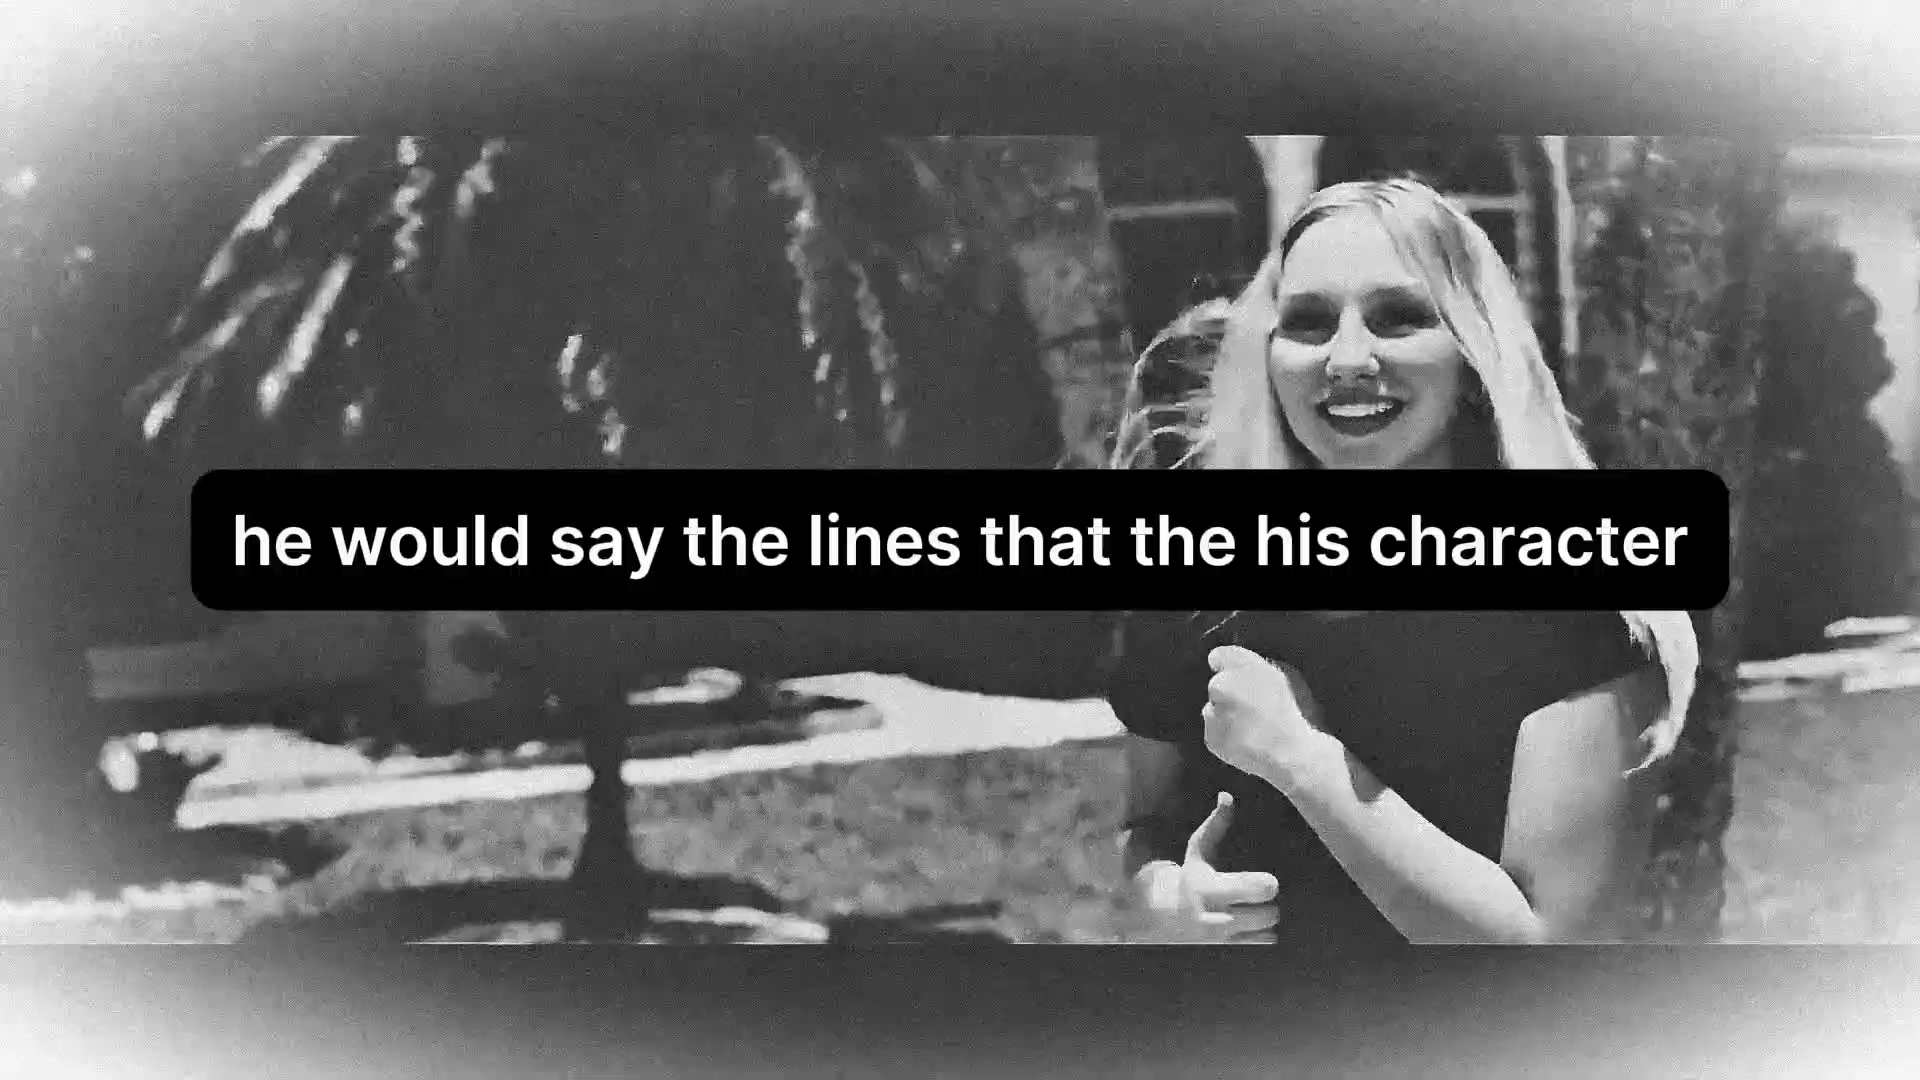 he would say the lines that the his character